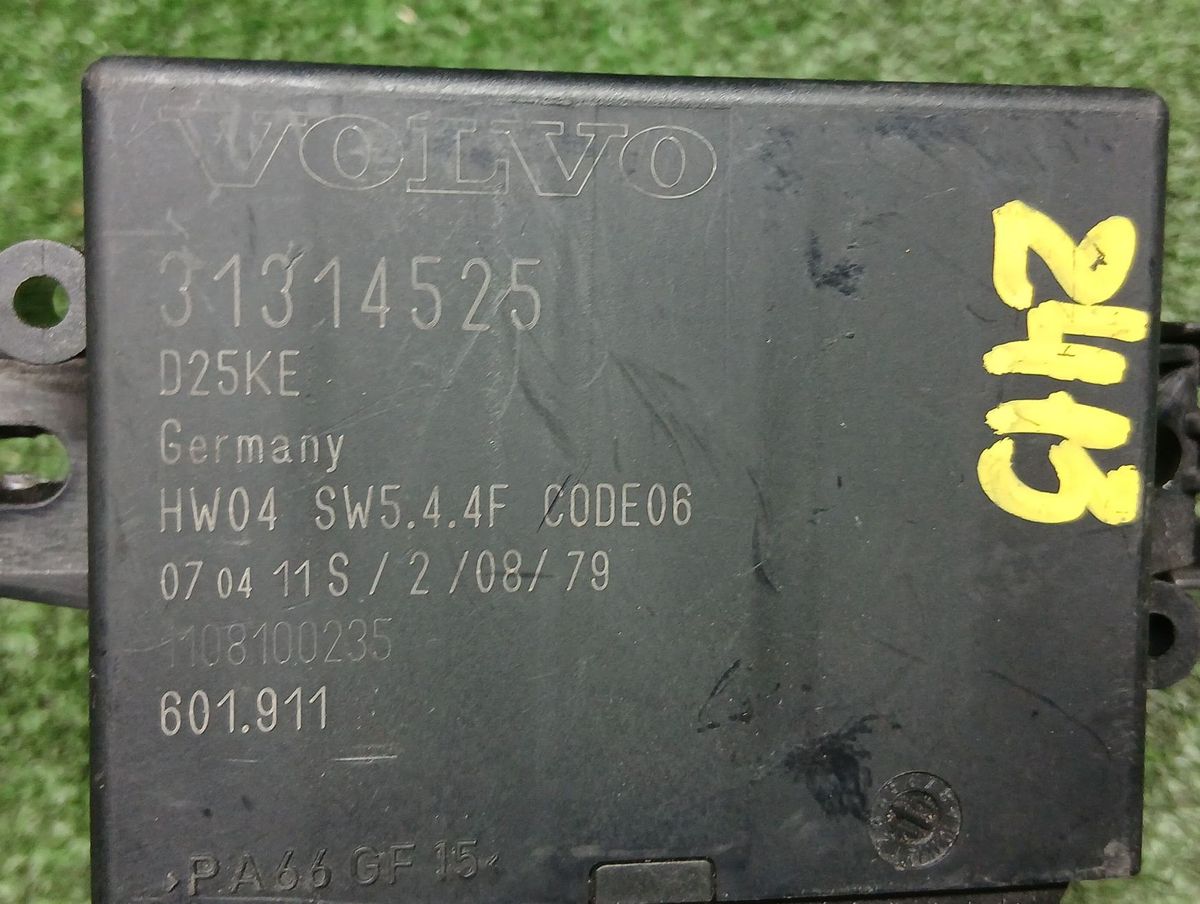 VOLVO
31314525
D25KE
Germany
HW04 SW5.4.4F CODE06
07 04 11 S / 2 /08/ 79
1108100235
601.911
>PA66 GF 15<
2415